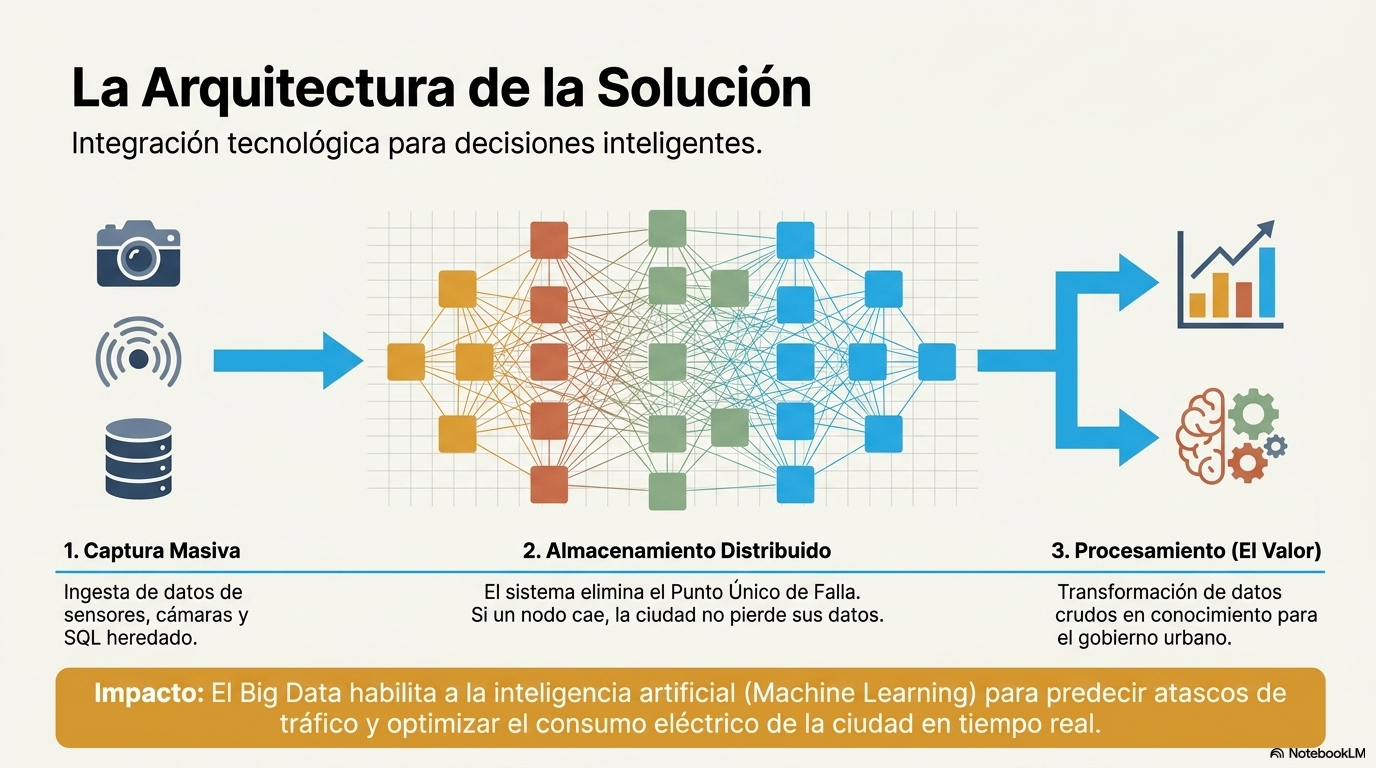 La Arquitectura de la Solución
Integración tecnológica para decisiones inteligentes.
1. Captura Masiva
Ingesta de datos de
sensores, cámaras y
SQL heredado.
2. Almacenamiento Distribuido
El sistema elimina el Punto Único de Falla.
Si un nodo cae, la ciudad no pierde sus datos.
3. Procesamiento (El Valor)
Transformación de datos
crudos en conocimiento para
el gobierno urbano.
Impacto: El Big Data habilita a la inteligencia artificial (Machine Learning) para predecir atascos de
tráfico y optimizar el consumo eléctrico de la ciudad en tiempo real.
NotebookLM